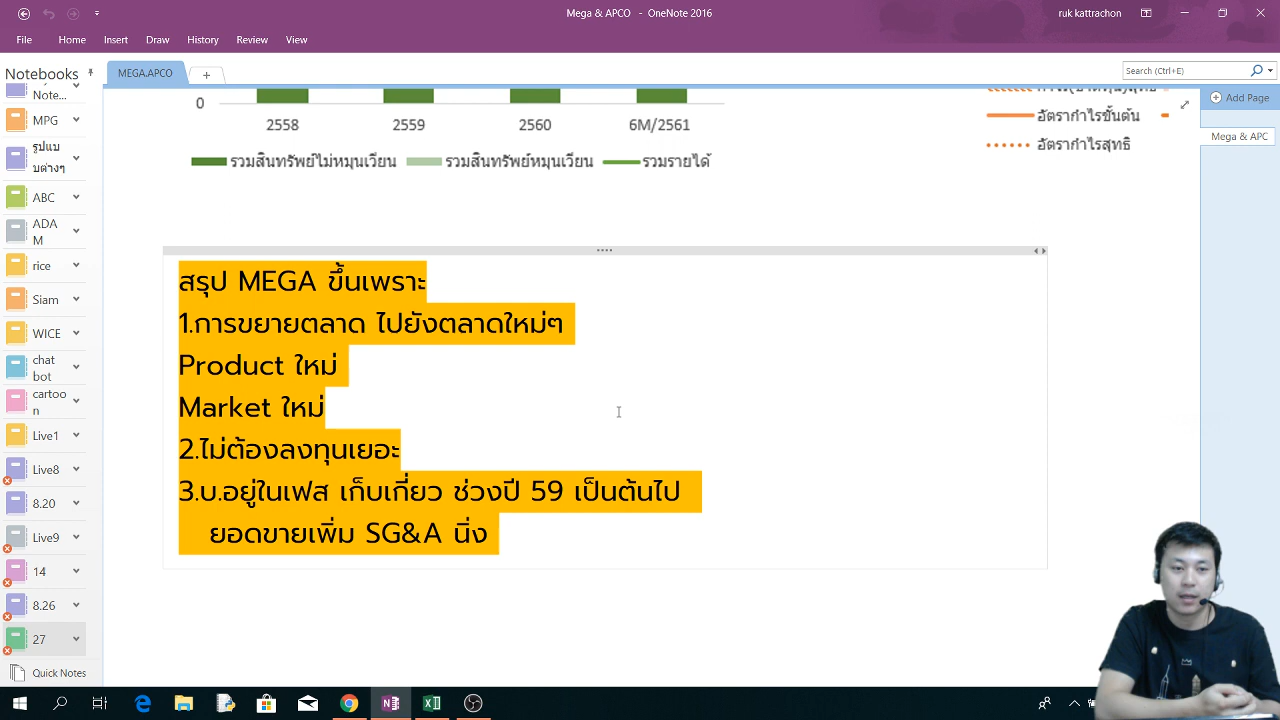 Mega & APCO - OneNote 2016
ruk kattrachon
File Home Insert Draw History Review View
Notebooks
MEGA.APCO
Search (Ctrl+E)
Add Page
Mega & APC
Note...
MPG
รูปแม
บต่างๆ
ABC
ADA
M
rice
Siam
WICE
chat
bot
cartoo
n
Live1
Live8
8.20
Live9
14
8.26
27
Quick Notes
0
2558 2559 2560 6M/2561
รวมสินทรัพย์ไม่หมุนเวียน รวมสินทรัพย์หมุนเวียน รวมรายได้
อัตรากำไรขั้นต้น
อัตรากำไรสุทธิ
สรุป MEGA ขึ้นเพราะ
1.การขยายตลาด ไปยังตลาดใหม่ๆ
Product ใหม่
Market ใหม่
2.ไม่ต้องลงทุนเยอะ
3.บ.อยู่ในเฟส เก็บเกี่ยว ช่วงปี 59 เป็นต้นไป
ยอดขายเพิ่ม SG&A นิ่ง